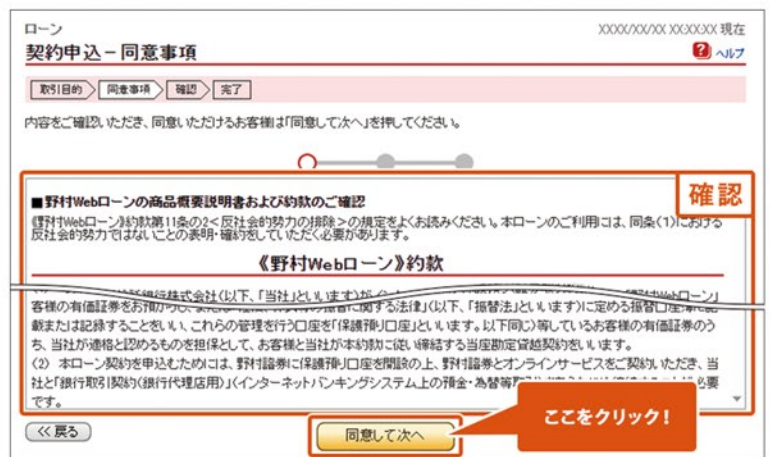 ローン
XXXX/XX/XX XX:XX:XX 現在
契約申込－同意事項
? ヘルプ
取引目的 同意事項 確認 完了
内容をご確認いただき、同意いただけるお客様は「同意して次へ」を押してください。
確認
■野村Webローンの商品概要説明書および約款のご確認
《野村Webローン》約款第11条の2＜反社会的勢力の排除＞の規定をよくお読みください。本ローンのご利用には、同条(1)における
反社会的勢力ではないことの表明・確約をしていただく必要があります。
《野村Webローン》約款
銀行株式会社(以下、「当社」といいます)が
客様の有価証券をお預かり
に関する法律」(以下、「振替法」といいます)に定める振替口座簿に記
載または記録することをいい、これらの管理を行う口座を「保護預り口座」といいます。以下同じ)等しているお客様の有価証券のう
ち、当社が適格と認めるものを担保として、お客様と当社が本約款に従い締結する当座勘定貸越契約をいいます。
(2) 本ローン契約を申込むためには、野村證券に保護預り口座を開設の上、野村證券とオンラインサービスをご契約いただき、当
社と「銀行取引契約(銀行代理店用)」(インターネットバンキングシステム上の預金・為替等
必要
です。
≪ 戻る
同意して次へ
ここをクリック！